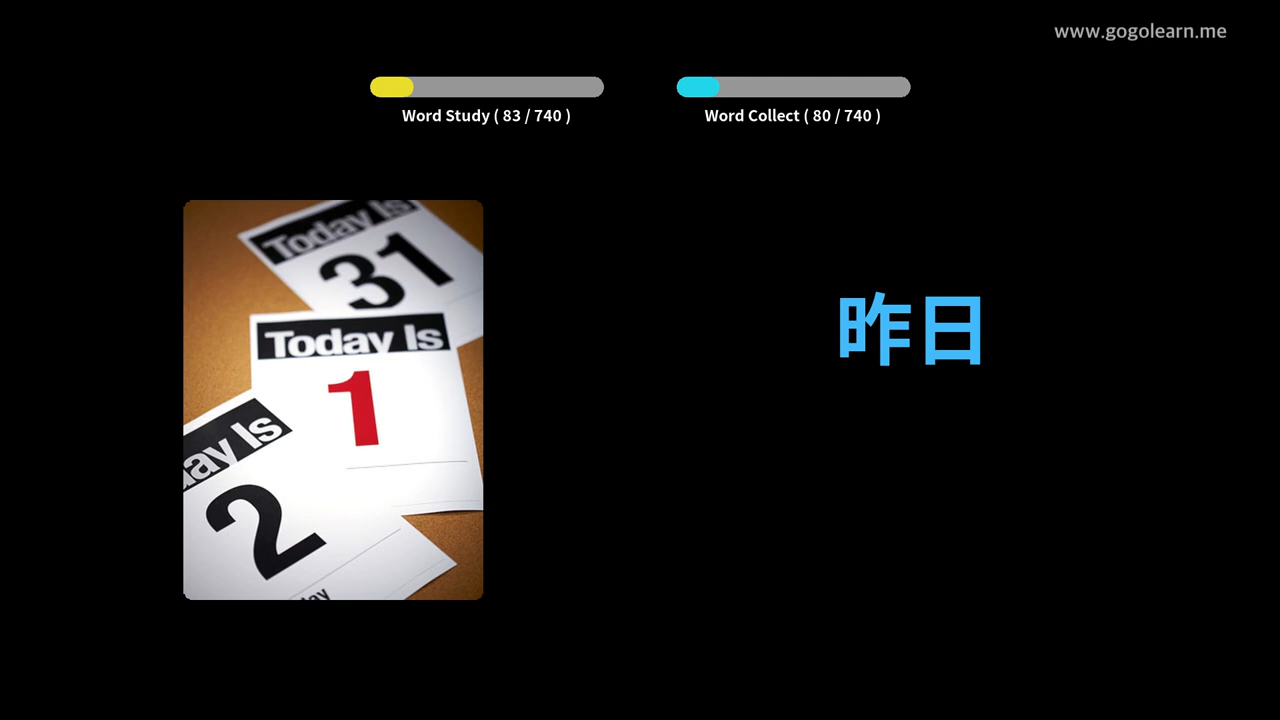 www.gogolearn.me
Word Study ( 83 / 740 )
Word Collect ( 80 / 740 )
Today Is
31
Today Is
1
ay Is
2
昨日